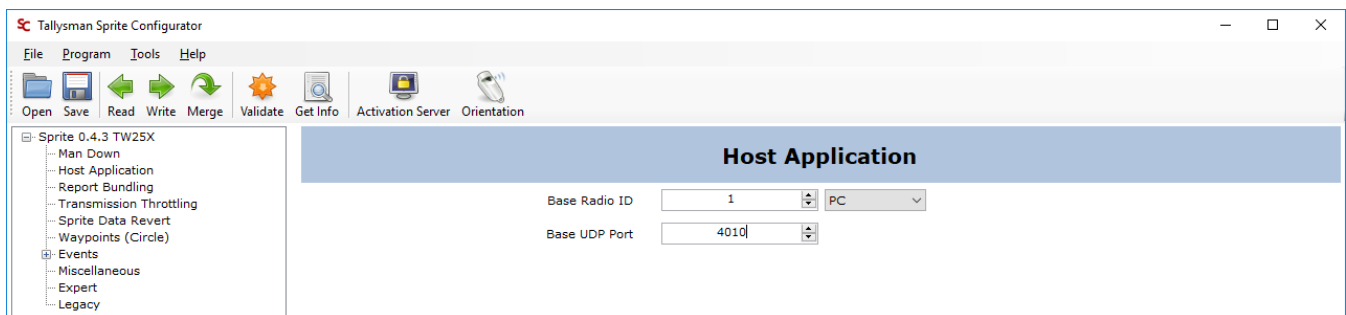 SC Tallysman Sprite Configurator
File Program Tools Help
Open Save Read Write Merge Validate Get Info Activation Server Orientation
Sprite 0.4.3 TW25X
Man Down
Host Application
Report Bundling
Transmission Throttling
Sprite Data Revert
Waypoints (Circle)
Events
Miscellaneous
Expert
Legacy
Host Application
Base Radio ID 1 PC
Base UDP Port 4010